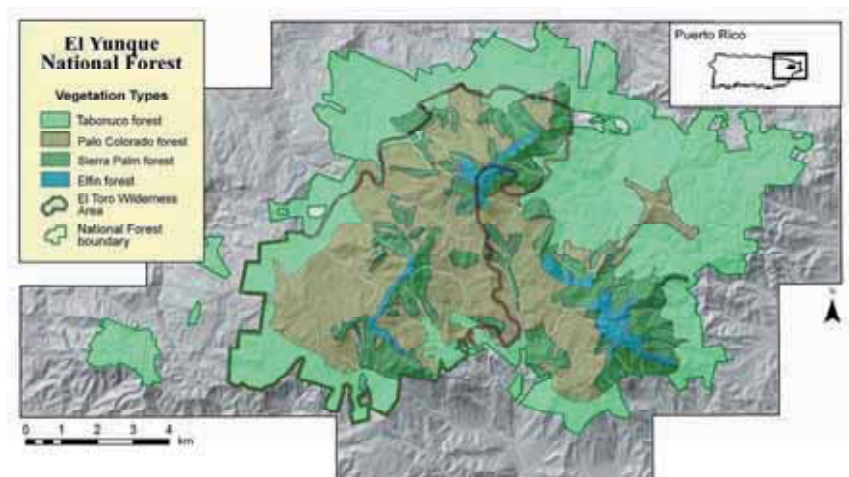 El Yunque
National Forest
Vegetation Types
Tabonuco forest
Palo Colorado forest
Sierra Palm forest
Elfin forest
El Toro Wilderness
Area
National Forest
boundary
Puerto Rico
N
0 1 2 3 4
km